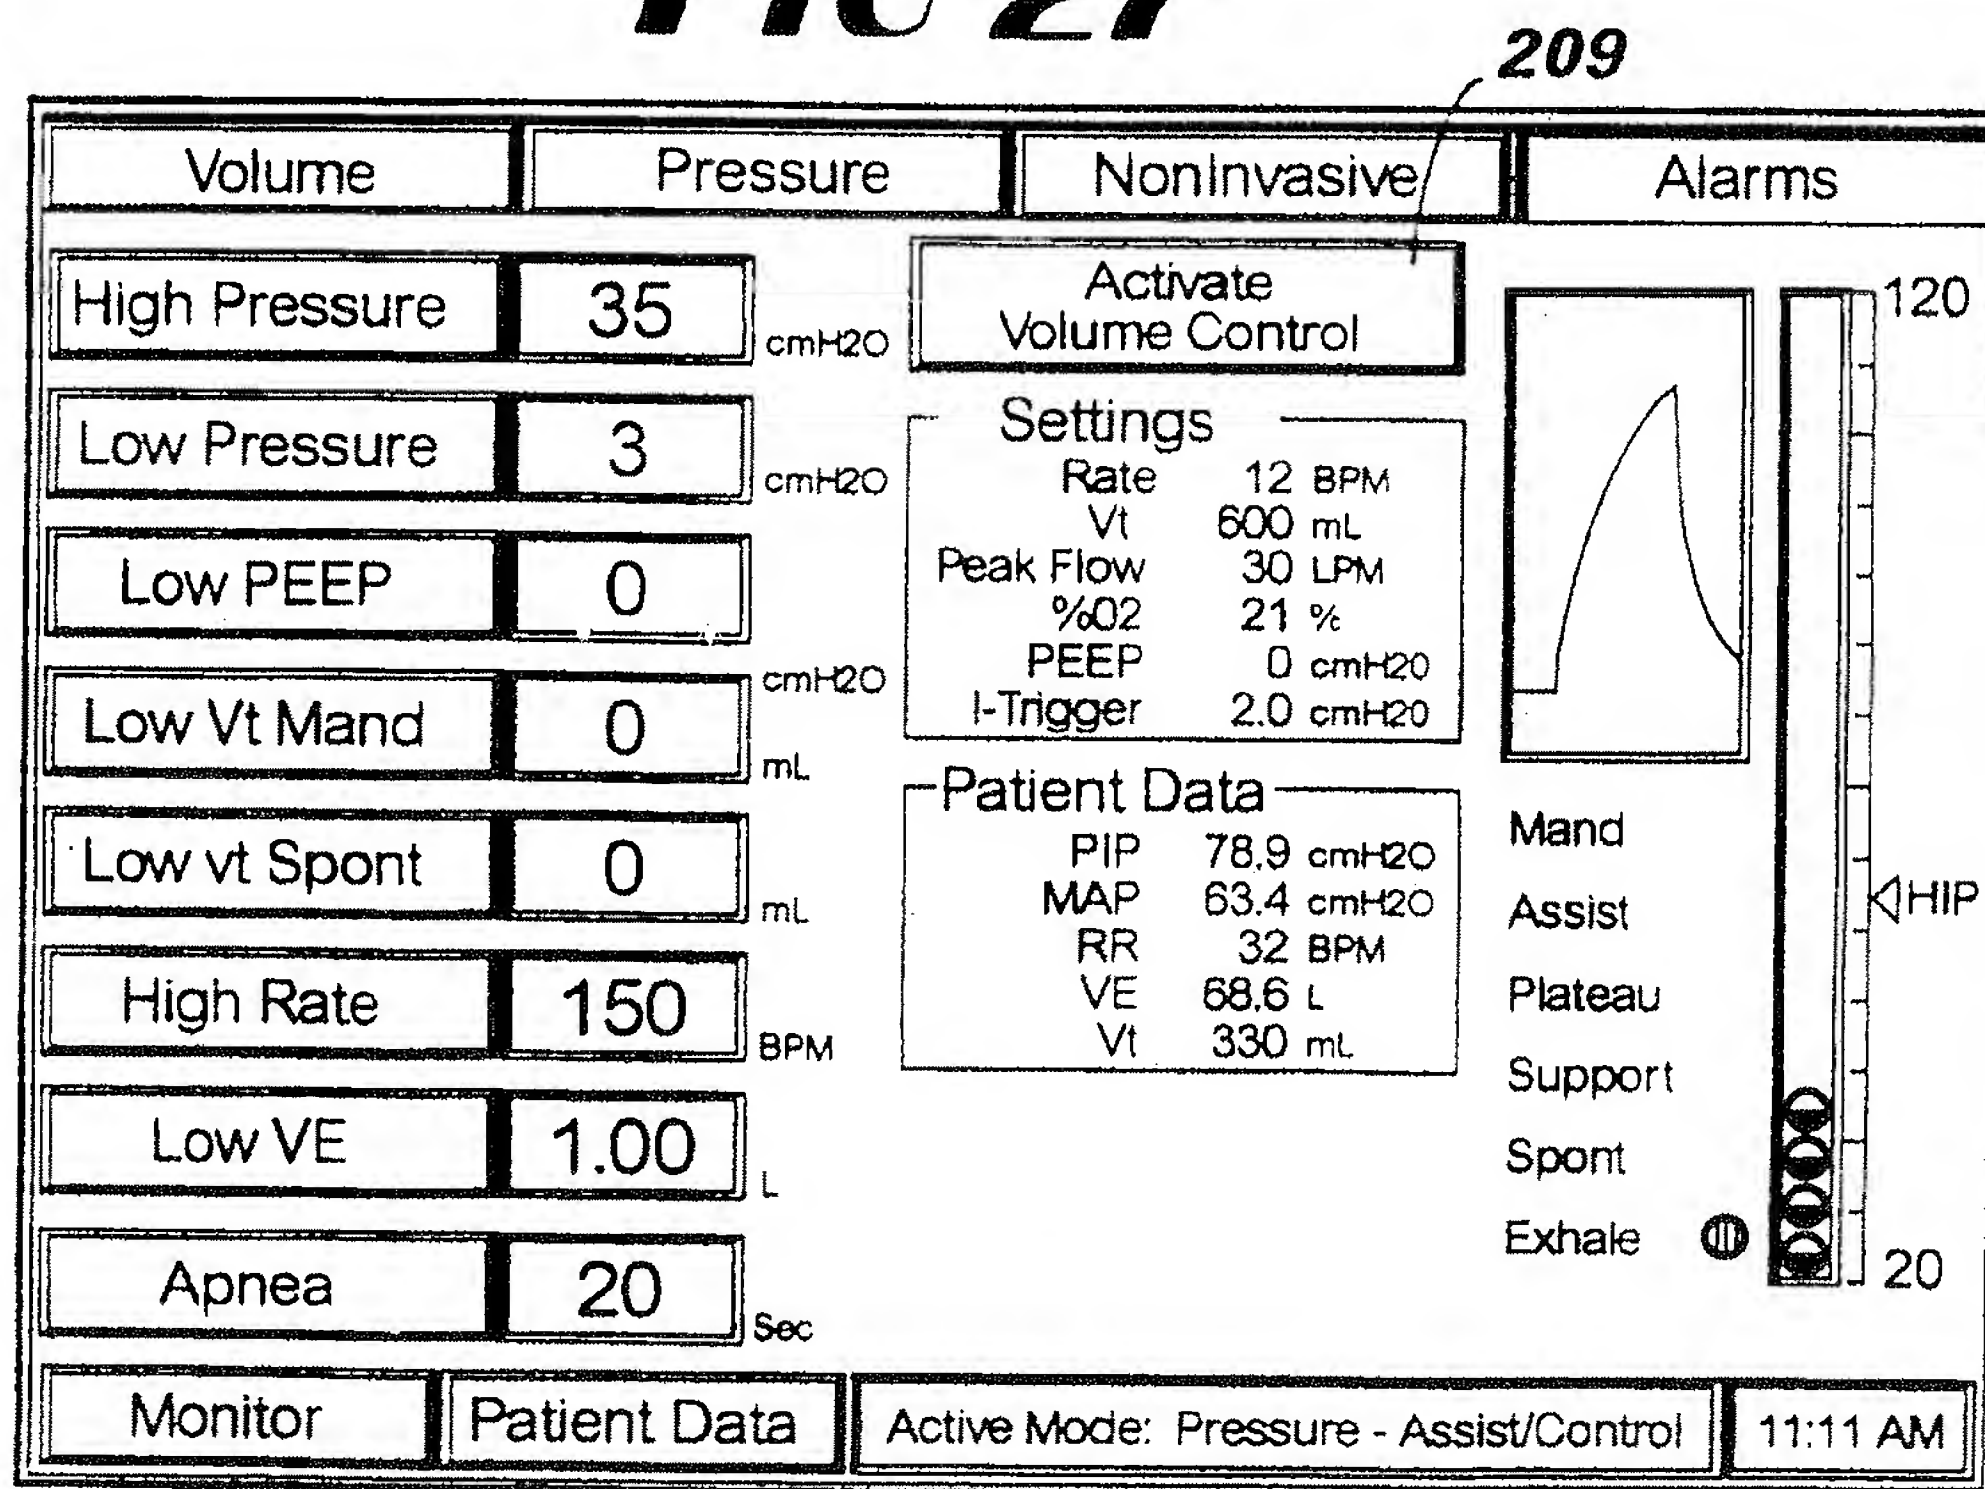 209
Volume Pressure NonInvasive Alarms
High Pressure 35 cmH2O
Low Pressure 3 cmH2O
Low PEEP 0 cmH2O
Low Vt Mand 0 mL
Low vt Spont 0 mL
High Rate 150 BPM
Low VE 1.00 L
Apnea 20 Sec
Activate
Volume Control
Settings
Rate 12 BPM
Vt 600 mL
Peak Flow 30 LPM
%02 21 %
PEEP 0 cmH20
I-Trigger 2.0 cmH20
Patient Data
PIP 78.9 cmH2O
MAP 63.4 cmH2O
RR 32 BPM
VE 68.6 L
Vt 330 mL
Mand
Assist
Plateau
Support
Spont
Exhale
120
HIP
20
Monitor Patient Data Active Mode: Pressure - Assist/Control 11:11 AM